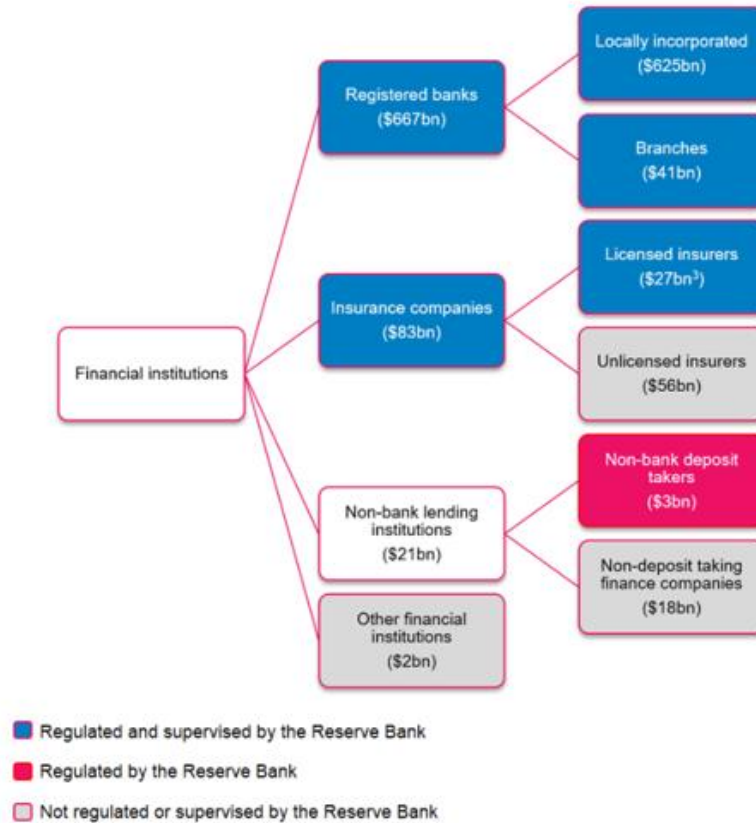 Locally incorporated
($625bn)
Registered banks
($667bn)
Branches
($41bn)
Licensed insurers
($27bn³)
Insurance companies
($83bn)
Unlicensed insurers
($56bn)
Financial institutions
Non-bank deposit
takers
($3bn)
Non-bank lending
institutions
($21bn)
Non-deposit taking
finance companies
($18bn)
Other financial
institutions
($2bn)
Regulated and supervised by the Reserve Bank
Regulated by the Reserve Bank
Not regulated or supervised by the Reserve Bank